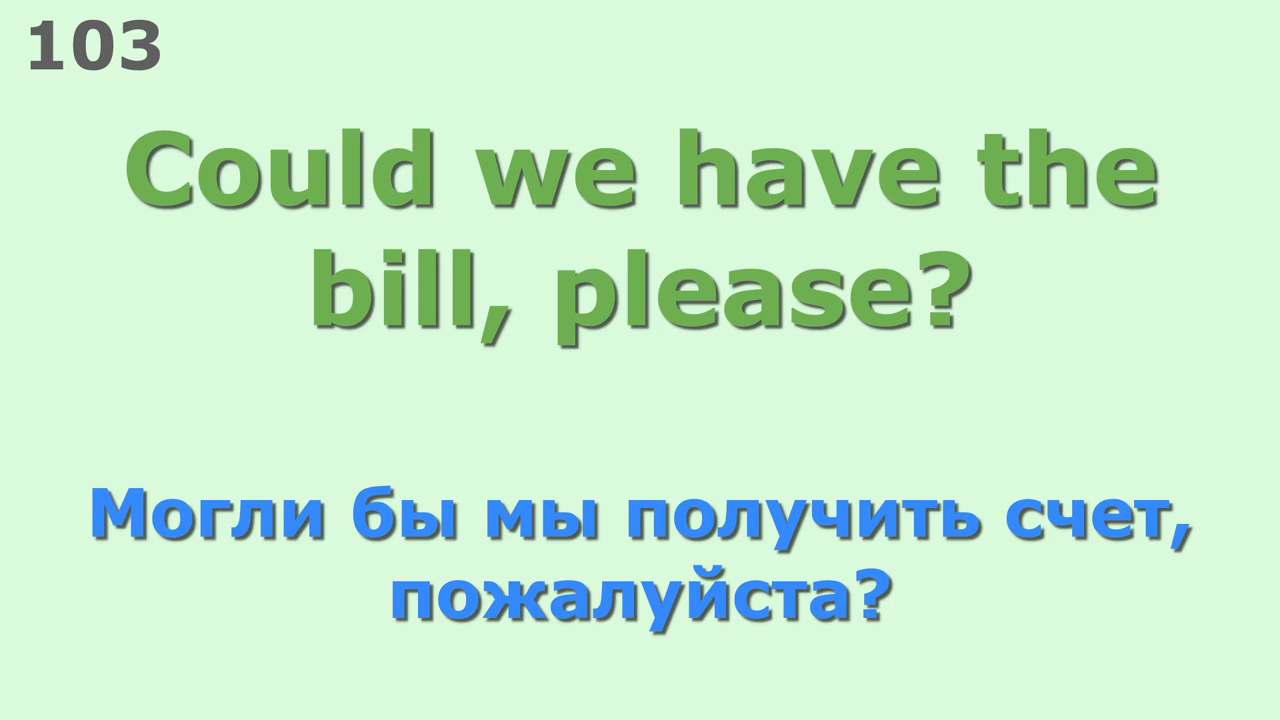 103
Could we have the
bill, please?
Могли бы мы получить счет,
пожалуйста?